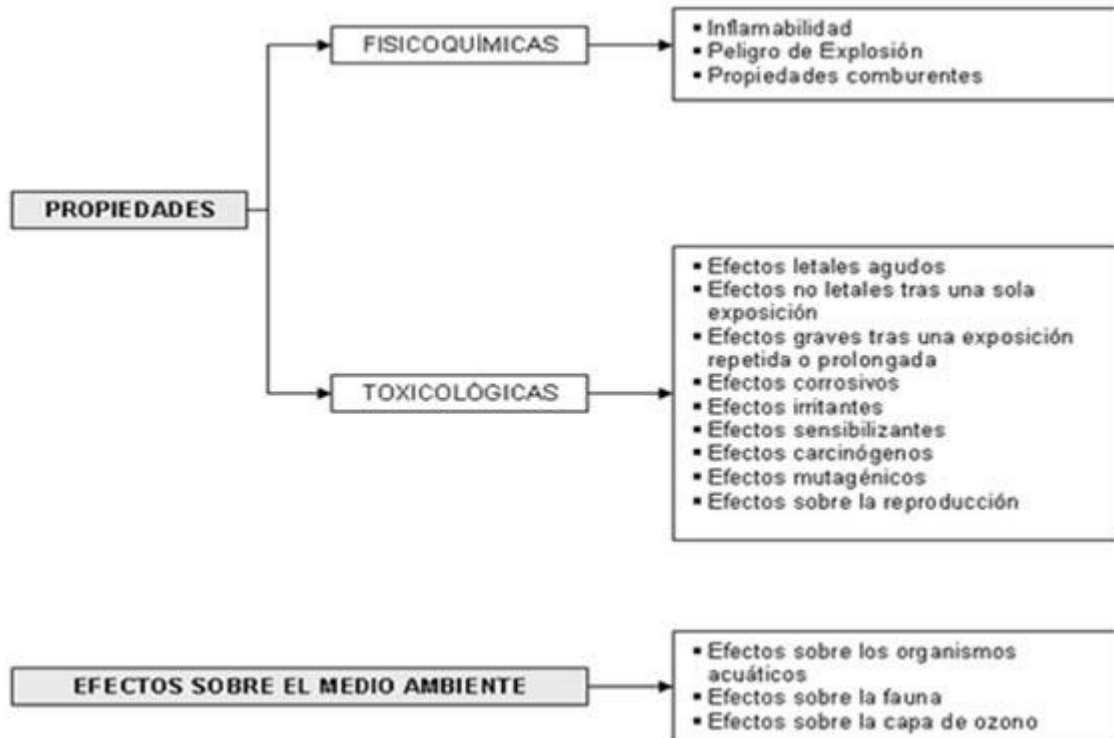 FISICOQUÍMICAS
▪ Inflamabilidad
▪ Peligro de Explosión
▪ Propiedades comburentes
PROPIEDADES
TOXICOLÓGICAS
▪ Efectos letales agudos
▪ Efectos no letales tras una sola
exposición
▪ Efectos graves tras una exposición
repetida o prolongada
▪ Efectos corrosivos
▪ Efectos irritantes
▪ Efectos sensibilizantes
▪ Efectos carcinógenos
▪ Efectos mutagénicos
▪ Efectos sobre la reproducción
EFECTOS SOBRE EL MEDIO AMBIENTE
▪ Efectos sobre los organismos
acuáticos
▪ Efectos sobre la fauna
▪ Efectos sobre la capa de ozono